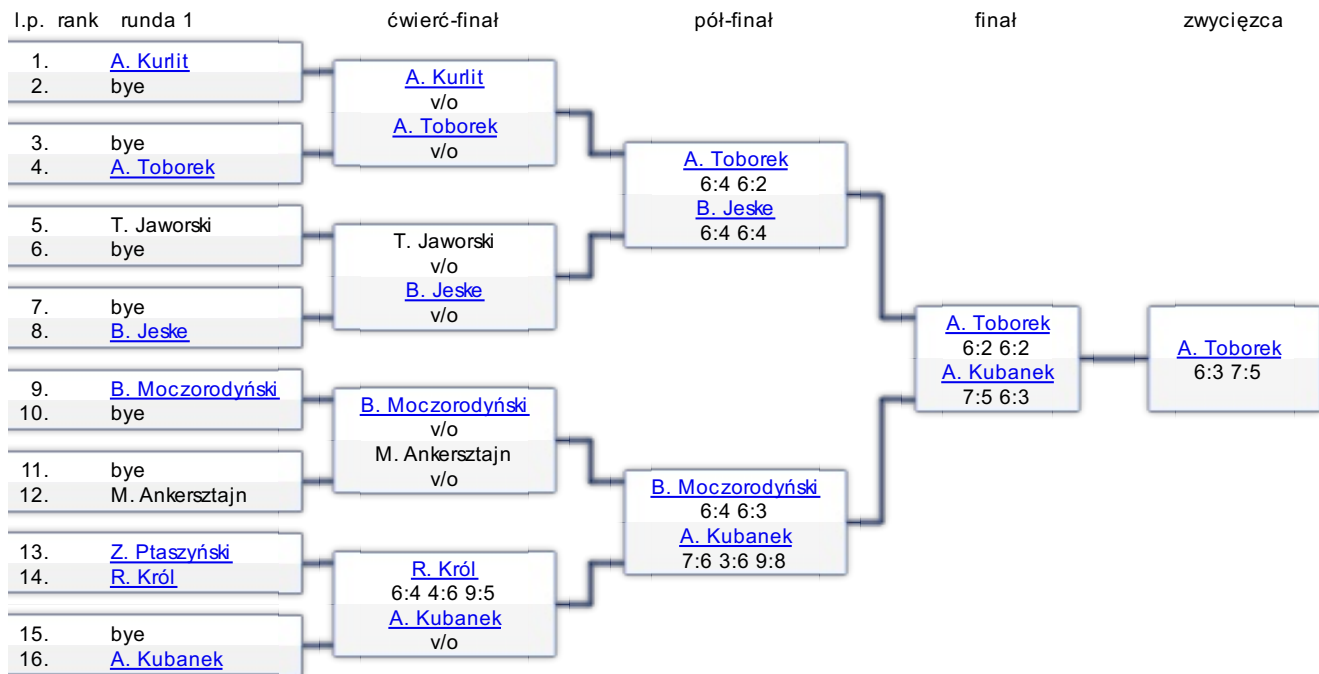 l.p. rank runda 1 ćwierć-finał pół-finał finał zwycięzca
1. A. Kurlit
2. bye
3. bye
4. A. Toborek
5. T. Jaworski
6. bye
7. bye
8. B. Jeske
9. B. Moczorodyński
10. bye
11. bye
12. M. Ankersztajn
13. Z. Ptaszyński
14. R. Król
15. bye
16. A. Kubanek
A. Kurlit
v/o
A. Toborek
v/o
T. Jaworski
v/o
B. Jeske
v/o
B. Moczorodyński
v/o
M. Ankersztajn
v/o
R. Król
6:4 4:6 9:5
A. Kubanek
v/o
A. Toborek
6:4 6:2
B. Jeske
6:4 6:4
B. Moczorodyński
6:4 6:3
A. Kubanek
7:6 3:6 9:8
A. Toborek
6:2 6:2
A. Kubanek
7:5 6:3
A. Toborek
6:3 7:5